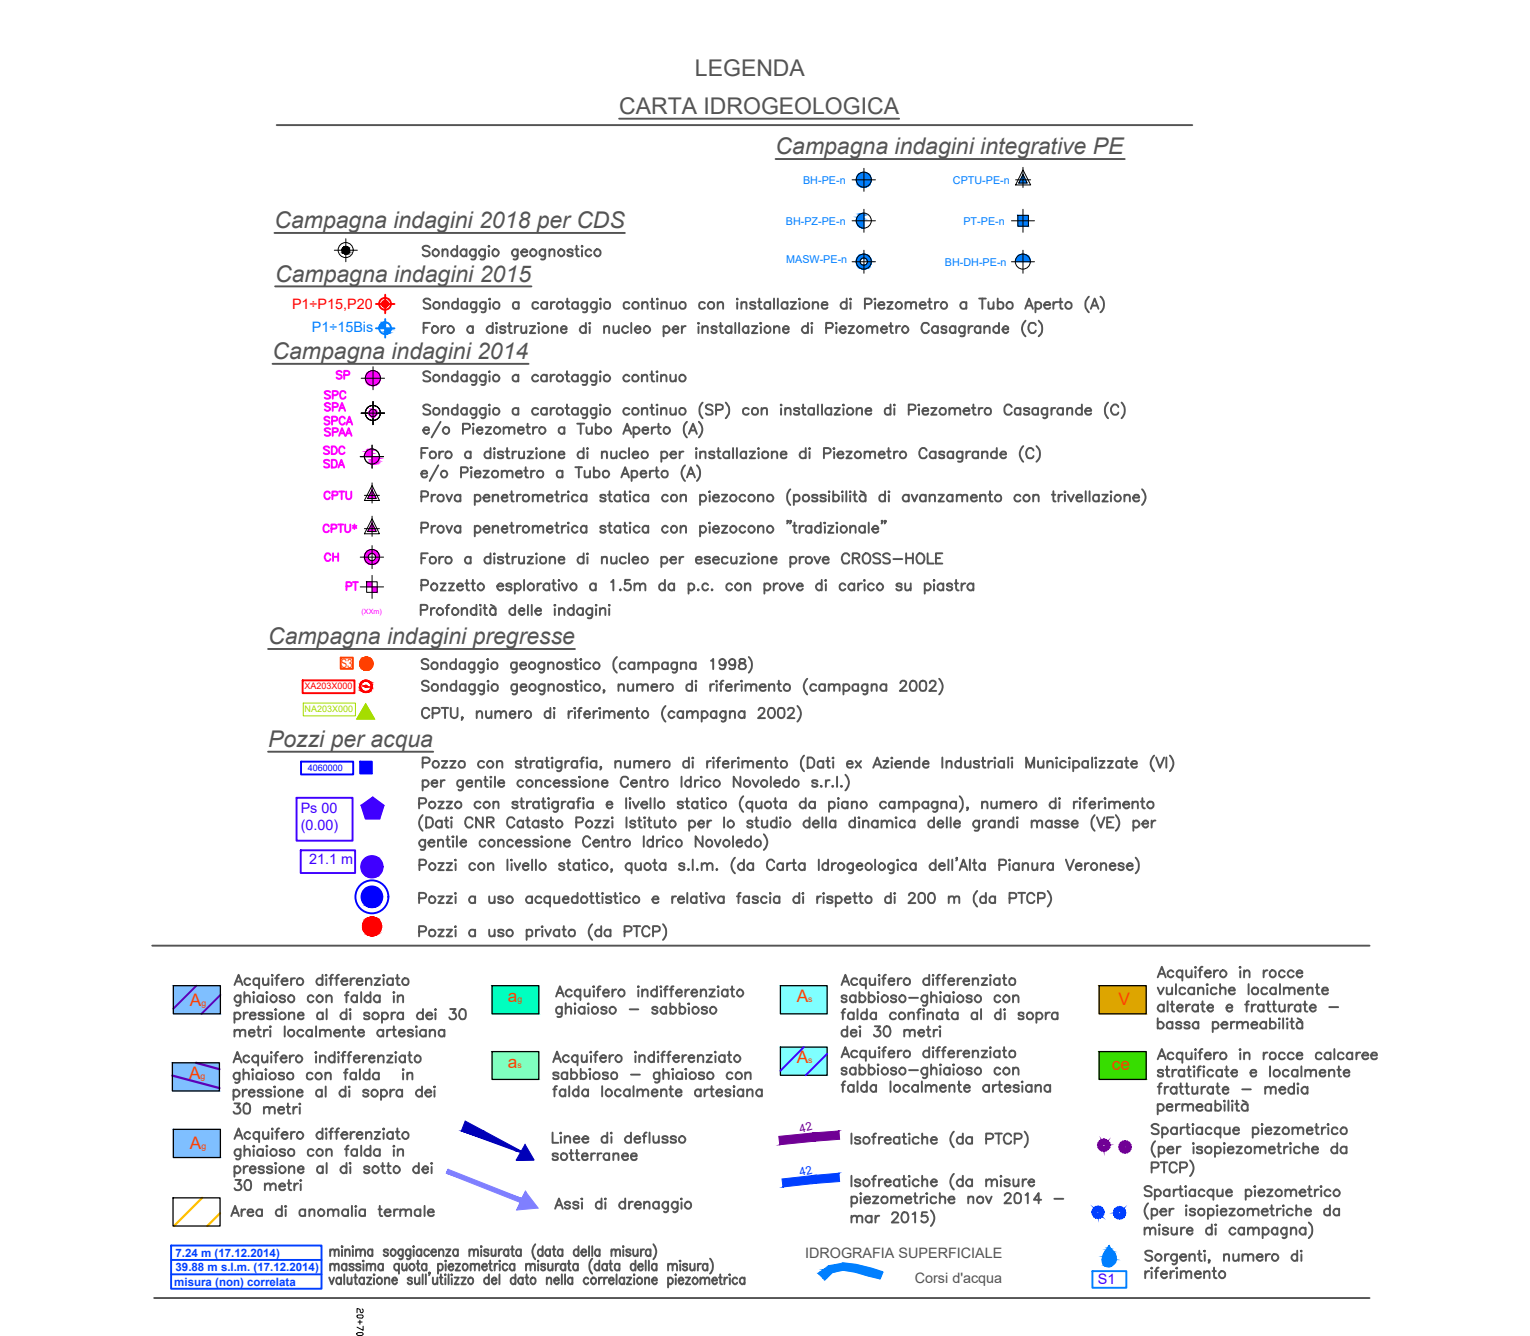 LEGENDA
CARTA IDROGEOLOGICA
Campagna indagini integrative PE
BH-PE-n
CPTU-PE-n
BH-PZ-PE-n
PT-PE-n
MASW-PE-n
BH-DH-PE-n
Campagna indagini 2018 per CDS
Sondaggio geognostico
Campagna indagini 2015
P1÷P15,P20 Sondaggio a carotaggio continuo con installazione di Piezometro a Tubo Aperto (A)
P1÷15Bis Foro a distruzione di nucleo per installazione di Piezometro Casagrande (C)
Campagna indagini 2014
SP Sondaggio a carotaggio continuo
SPC
SPA
SPCA
SPAA
Sondaggio a carotaggio continuo (SP) con installazione di Piezometro Casagrande (C)
e/o Piezometro a Tubo Aperto (A)
SDC
SDA
Foro a distruzione di nucleo per installazione di Piezometro Casagrande (C)
e/o Piezometro a Tubo Aperto (A)
CPTU Prova penetrometrica statica con piezocono (possibilità di avanzamento con trivellazione)
CPTU* Prova penetrometrica statica con piezocono "tradizionale"
CH Foro a distruzione di nucleo per esecuzione prove CROSS-HOLE
PT Pozzetto esplorativo a 1.5m da p.c. con prove di carico su piastra
(XXm) Profondità delle indagini
Campagna indagini pregresse
Sondaggio geognostico (campagna 1998)
XA203X000 Sondaggio geognostico, numero di riferimento (campagna 2002)
NA203X000 CPTU, numero di riferimento (campagna 2002)
Pozzi per acqua
4060000 Pozzo con stratigrafia, numero di riferimento (Dati ex Aziende Industriali Municipalizzate (VI)
per gentile concessione Centro Idrico Novoledo s.r.l.)
Ps 00
(0.00)
Pozzo con stratigrafia e livello statico (quota da piano campagna), numero di riferimento
(Dati CNR Catasto Pozzi Istituto per lo studio della dinamica delle grandi masse (VE) per
gentile concessione Centro Idrico Novoledo)
21.1 m Pozzi con livello statico, quota s.l.m. (da Carta Idrogeologica dell'Alta Pianura Veronese)
Pozzi a uso acquedottistico e relativa fascia di rispetto di 200 m (da PTCP)
Pozzi a uso privato (da PTCP)
Ag
Acquifero differenziato
ghiaioso con falda in
pressione al di sopra dei 30
metri localmente artesiana
Ag
Acquifero indifferenziato
ghiaioso con falda in
pressione al di sopra dei
30 metri
Ag
Acquifero differenziato
ghiaioso con falda in
pressione al di sotto dei
30 metri
Area di anomalia termale
ag
Acquifero indifferenziato
ghiaioso - sabbioso
as
Acquifero indifferenziato
sabbioso - ghiaioso con
falda localmente artesiana
Linee di deflusso
sotterranee
Assi di drenaggio
As
Acquifero differenziato
sabbioso-ghiaioso con
falda confinata al di sopra
dei 30 metri
As
Acquifero differenziato
sabbioso-ghiaioso con
falda localmente artesiana
42
Isofreatiche (da PTCP)
42
Isofreatiche (da misure
piezometriche nov 2014 -
mar 2015)
V
Acquifero in rocce
vulcaniche localmente
alterate e fratturate -
bassa permeabilità
ce
Acquifero in rocce calcaree
stratificate e localmente
fratturate - media
permeabilità
Spartiacque piezometrico
(per isopiezometriche da
PTCP)
Spartiacque piezometrico
(per isopiezometriche da
misure di campagna)
7.24 m (17.12.2014) minima soggiacenza misurata (data della misura)
39.88 m s.l.m. (17.12.2014) massima quota piezometrica misurata (data della misura)
misura (non) correlata valutazione sull'utilizzo del dato nella correlazione piezometrica
IDROGRAFIA SUPERFICIALE
Corsi d'acqua
S1
Sorgenti, numero di
riferimento
20+70